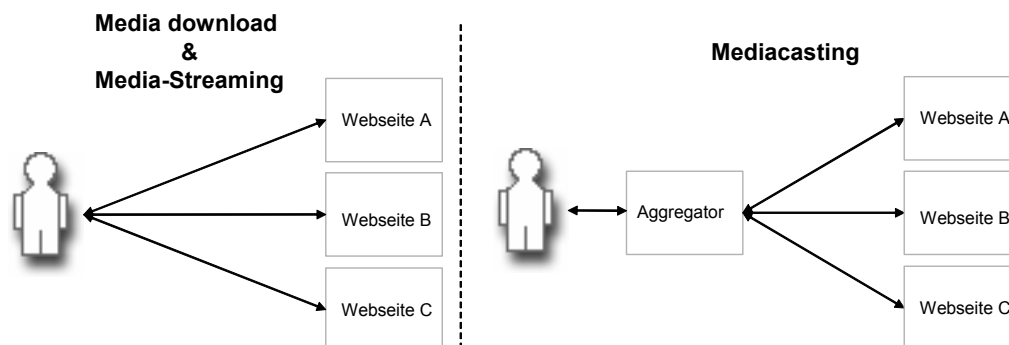 Media download
&
Media-Streaming
Webseite A
Webseite B
Webseite C
Mediacasting
Aggregator
Webseite A
Webseite B
Webseite C